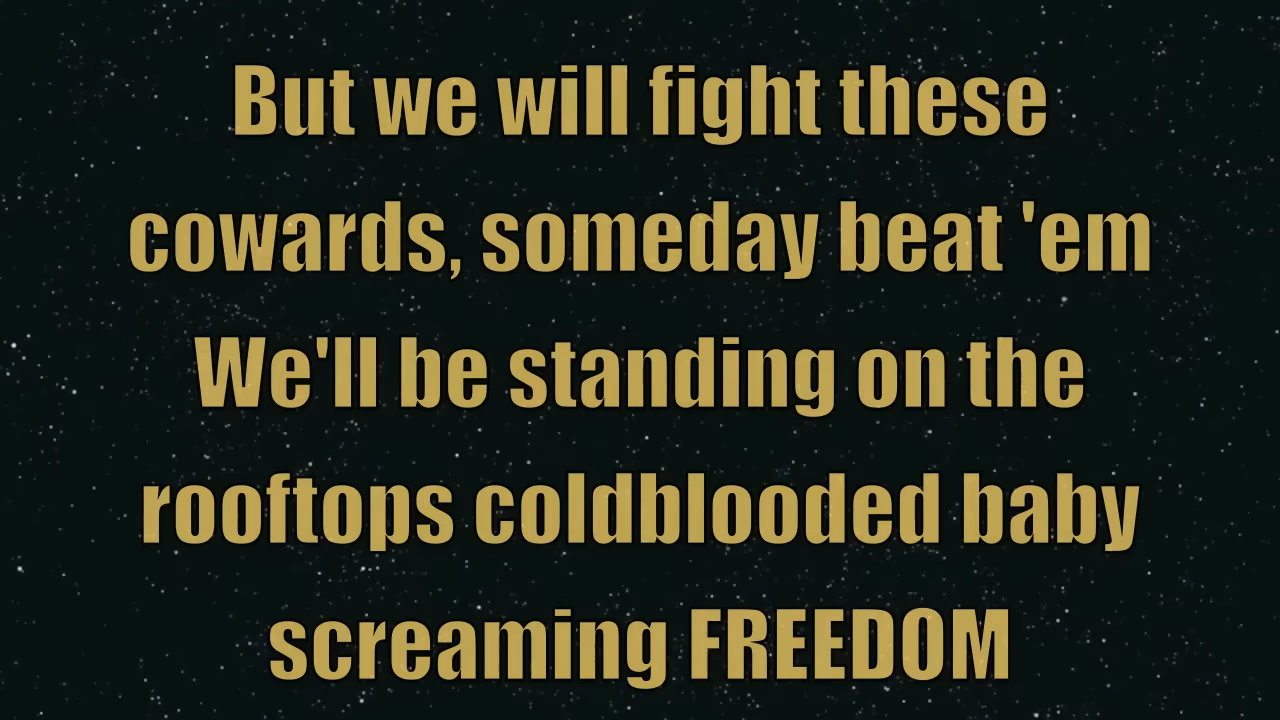 But we will fight these
cowards, someday beat 'em
We'll be standing on the
rooftops coldblooded baby
screaming FREEDOM